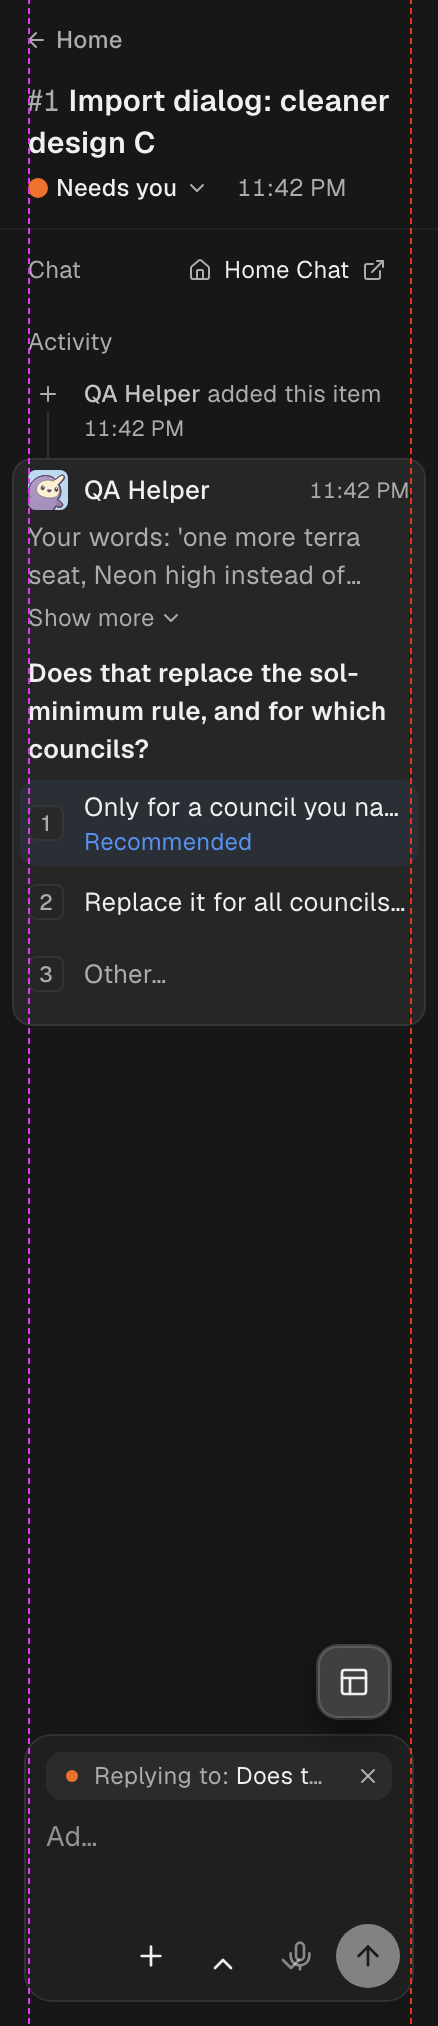 Home
#1 Import dialog: cleaner
design C
Needs you 11:42 PM
Chat Home Chat
Activity
QA Helper added this item
11:42 PM
QA Helper 11:42 PM
Your words: 'one more terra
seat, Neon high instead of…
Show more
Does that replace the sol-
minimum rule, and for which
councils?
1 Only for a council you na…
Recommended
2 Replace it for all councils…
3 Other…
Replying to: Does t…
Ad…